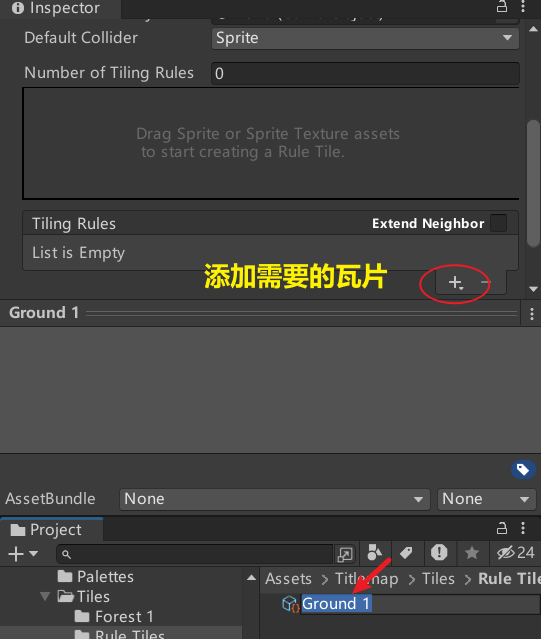 Inspector
Default Collider
Sprite
Number of Tiling Rules
0
Drag Sprite or Sprite Texture assets
to start creating a Rule Tile.
Tiling Rules
Extend Neighbor
List is Empty
添加需要的瓦片
Ground 1
AssetBundle
None
None
Project
24
Palettes
Assets > Titlemap > Tiles > Rule Tile
Tiles
Ground 1
Forest 1
Rule Tiles